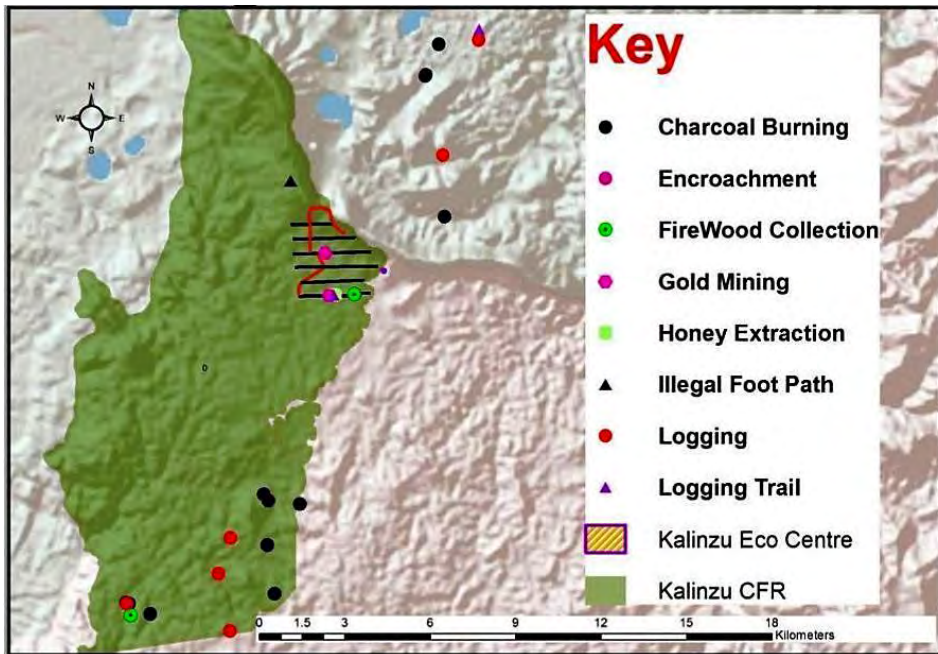 Key
N
W E
S
Charcoal Burning
Encroachment
FireWood Collection
Gold Mining
Honey Extraction
Illegal Foot Path
Logging
Logging Trail
Kalinzu Eco Centre
Kalinzu CFR
0 1.5 3 6 9 12 15 18
Kilometers